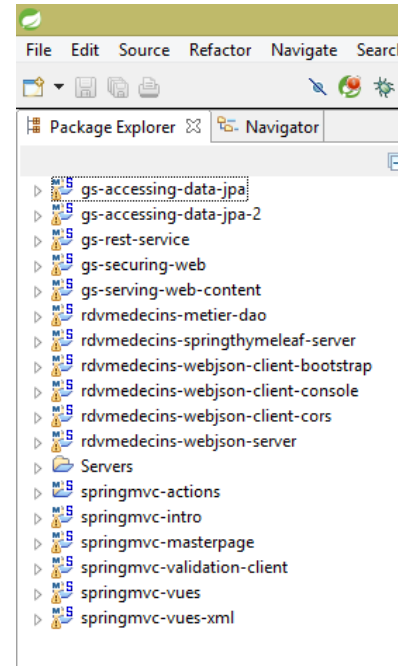 File Edit Source Refactor Navigate Search
Package Explorer Navigator
gs-accessing-data-jpa
gs-accessing-data-jpa-2
gs-rest-service
gs-securing-web
gs-serving-web-content
rdvmedecins-metier-dao
rdvmedecins-springthymeleaf-server
rdvmedecins-webjson-client-bootstrap
rdvmedecins-webjson-client-console
rdvmedecins-webjson-client-cors
rdvmedecins-webjson-server
Servers
springmvc-actions
springmvc-intro
springmvc-masterpage
springmvc-validation-client
springmvc-vues
springmvc-vues-xml